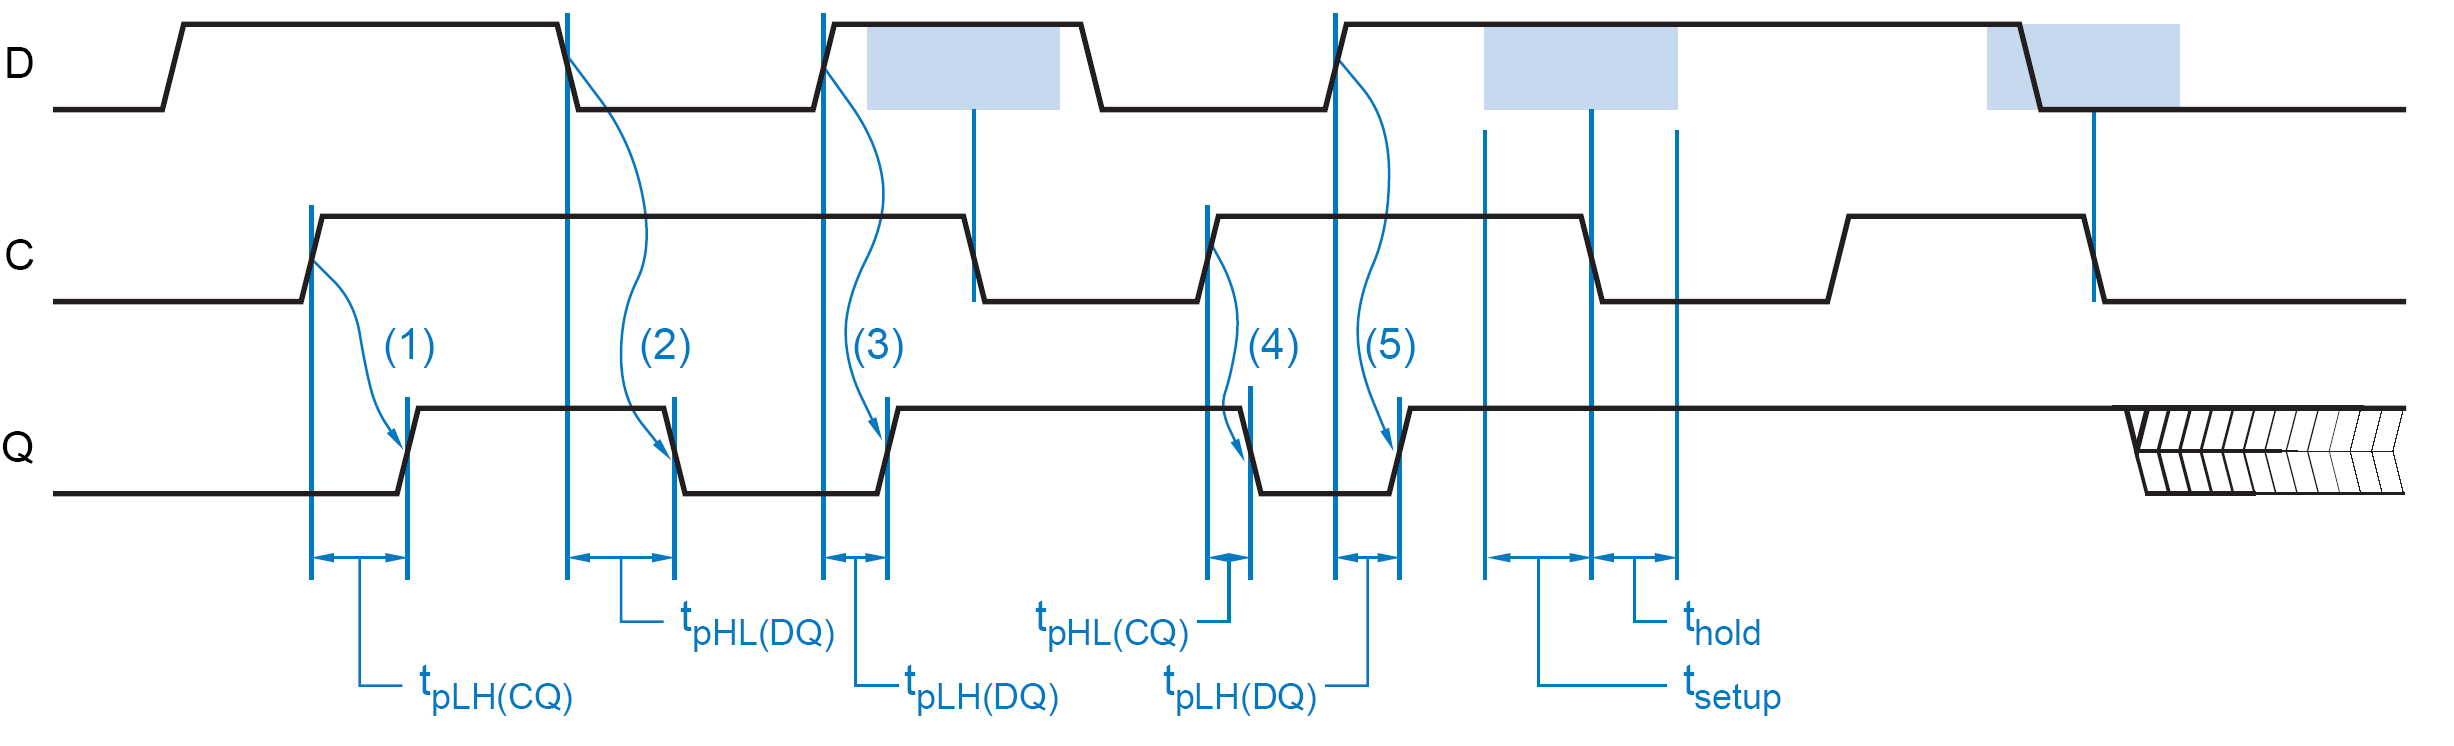 D
C
(1) (2) (3) (4) (5)
Q
tpHL(DQ) tpHL(CQ) thold
tpLH(CQ) tpLH(DQ) tpLH(DQ) tsetup